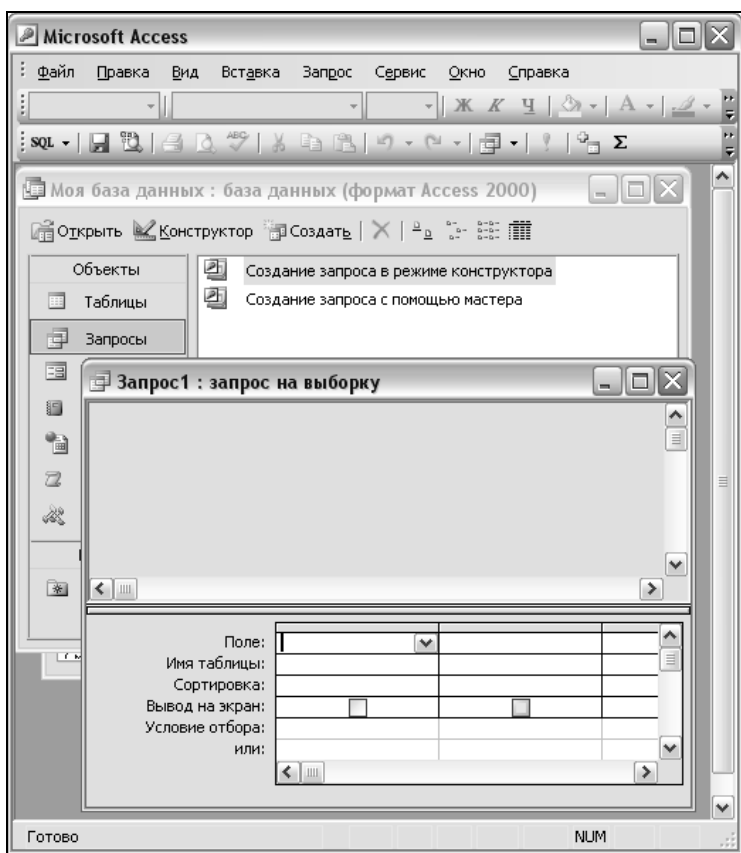 Microsoft Access
Файл Правка Вид Вставка Запрос Сервис Окно Справка
Ж К Ч А
SQL ABC Σ
Моя база данных : база данных (формат Access 2000)
Открыть Конструктор Создать
Объекты
Таблицы
Запросы
Создание запроса в режиме конструктора
Создание запроса с помощью мастера
Запрос1 : запрос на выборку
Поле:
Имя таблицы:
Сортировка:
Вывод на экран:
Условие отбора:
или:
Готово NUM